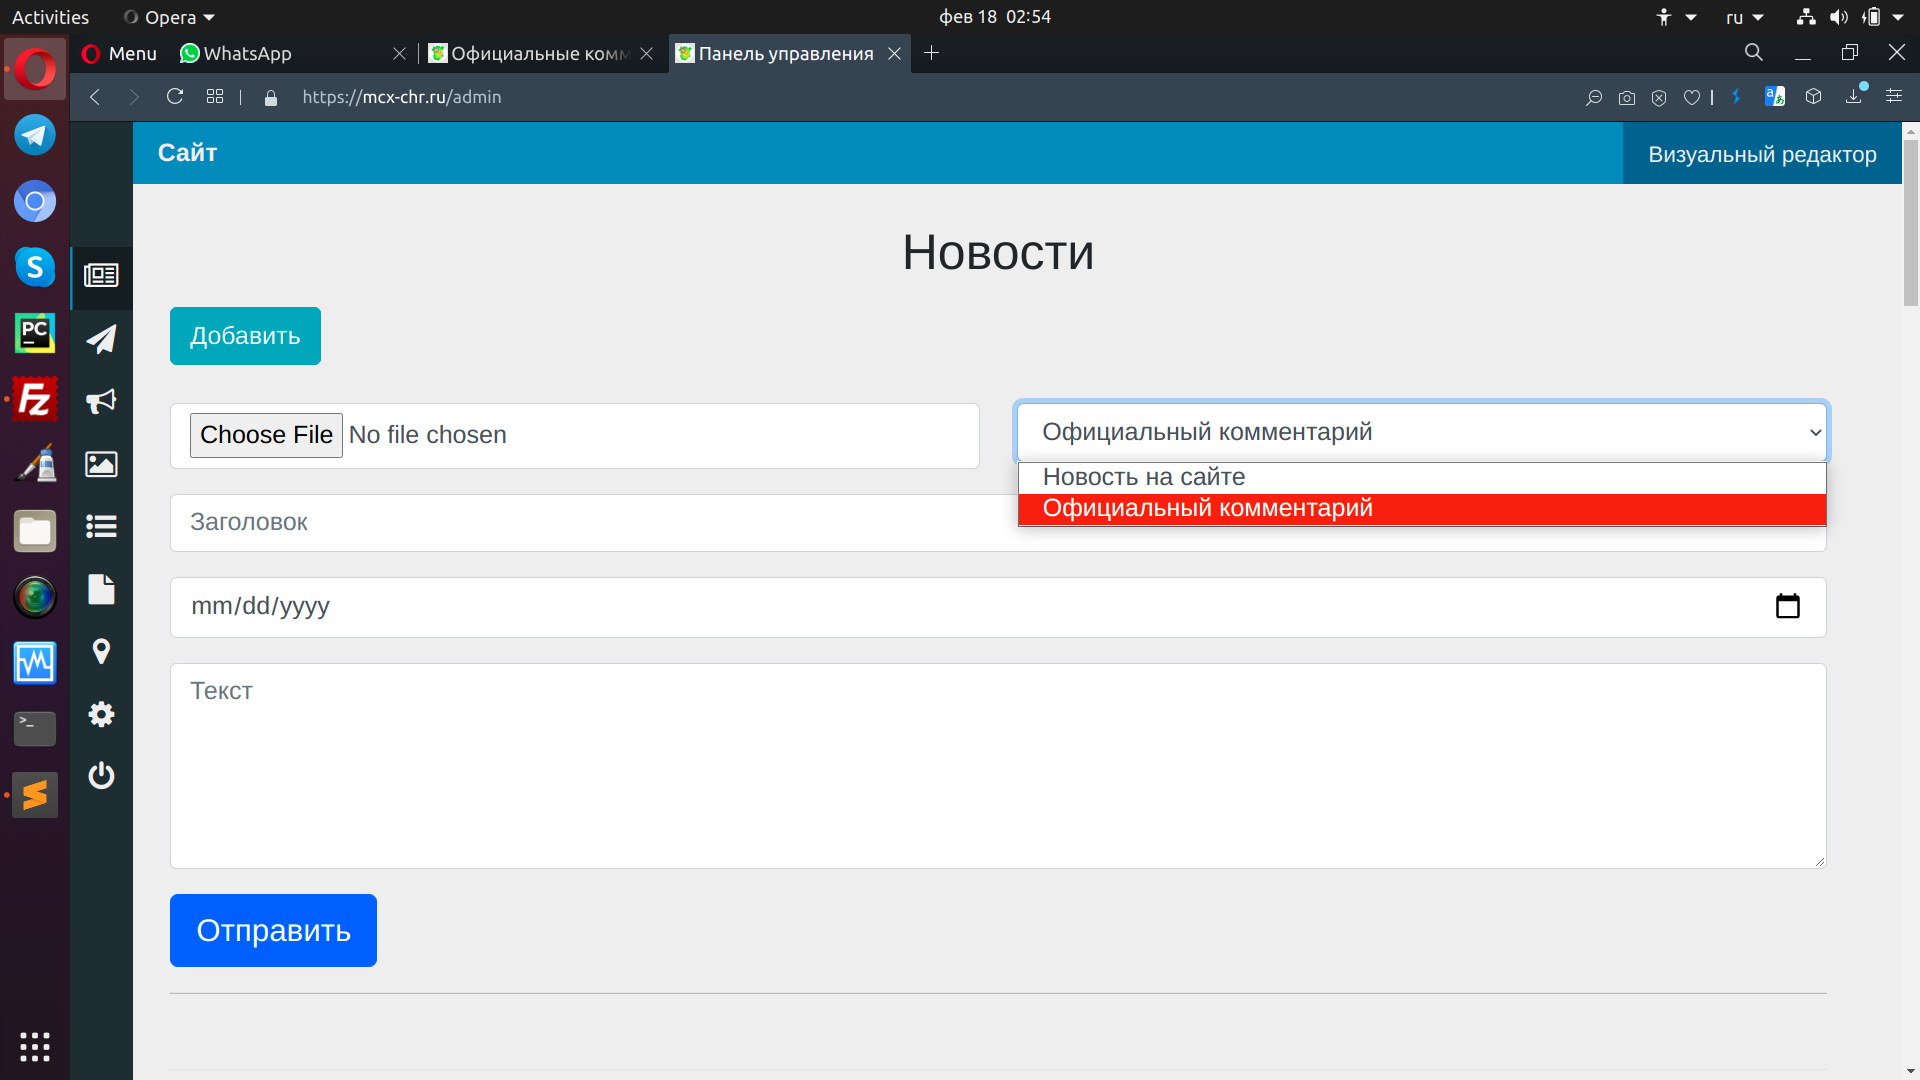 Activities
Opera
фев 18 02:54
ru
Menu
WhatsApp
Официальные комм
Панель управления
https://mcx-chr.ru/admin
Сайт
Визуальный редактор
Новости
Добавить
Choose File No file chosen
Официальный комментарий
Новость на сайте
Официальный комментарий
Заголовок
mm/dd/yyyy
Текст
Отправить
S
PC
Fz
>_